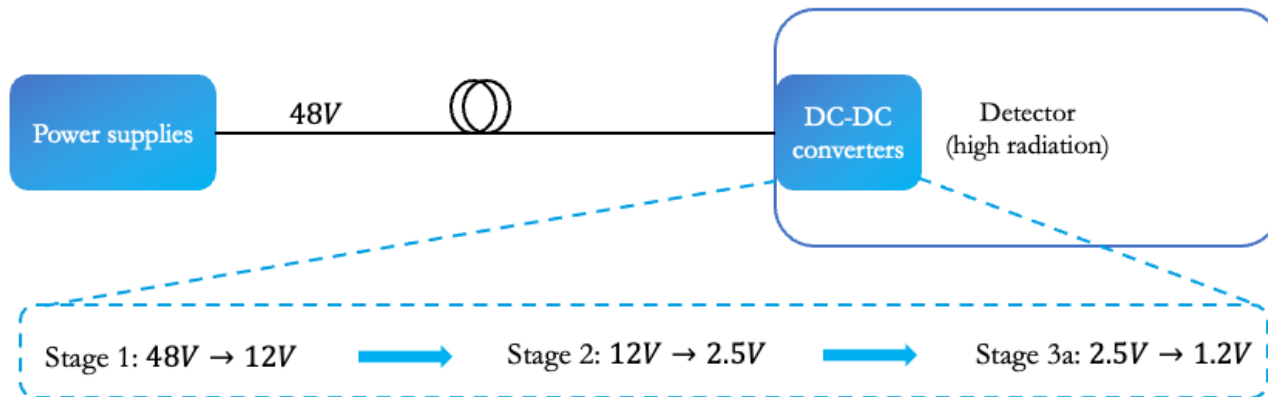 48V
Power supplies
DC-DC
converters
Detector
(high radiation)
Stage 1: 48V → 12V
Stage 2: 12V → 2.5V
Stage 3a: 2.5V → 1.2V